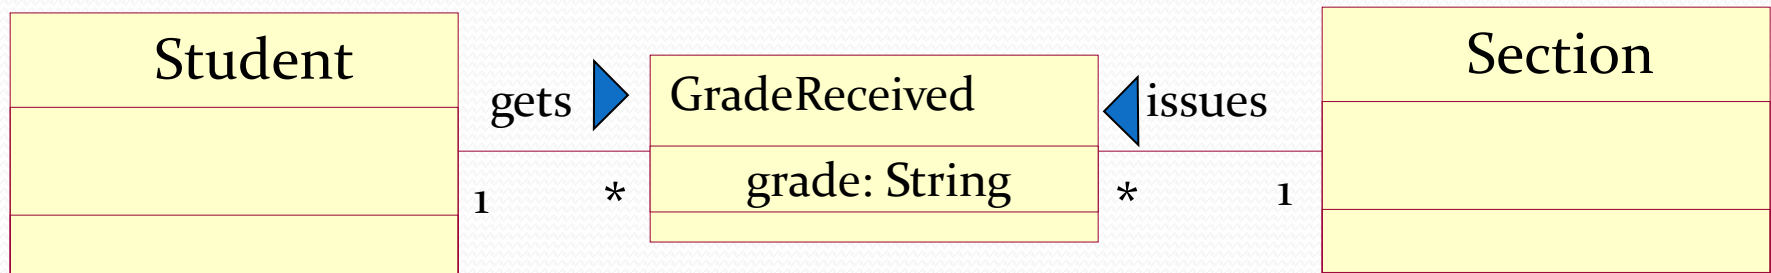 Student
gets
GradeReceived
issues
Section
grade: String
1
*
*
1